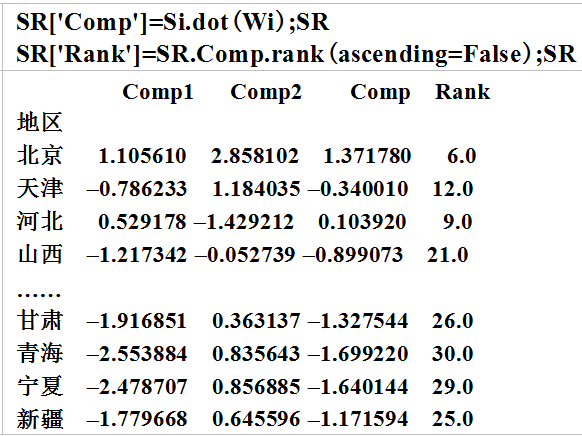 SR['Comp']=Si.dot(Wi);SR
SR['Rank']=SR.Comp.rank(ascending=False);SR
Comp1 Comp2 Comp Rank
地区
北京 1.105610 2.858102 1.371780 6.0
天津 –0.786233 1.184035 –0.340010 12.0
河北 0.529178 –1.429212 0.103920 9.0
山西 –1.217342 –0.052739 –0.899073 21.0
……
甘肃 –1.916851 0.363137 –1.327544 26.0
青海 –2.553884 0.835643 –1.699220 30.0
宁夏 –2.478707 0.856885 –1.640144 29.0
新疆 –1.779668 0.645596 –1.171594 25.0